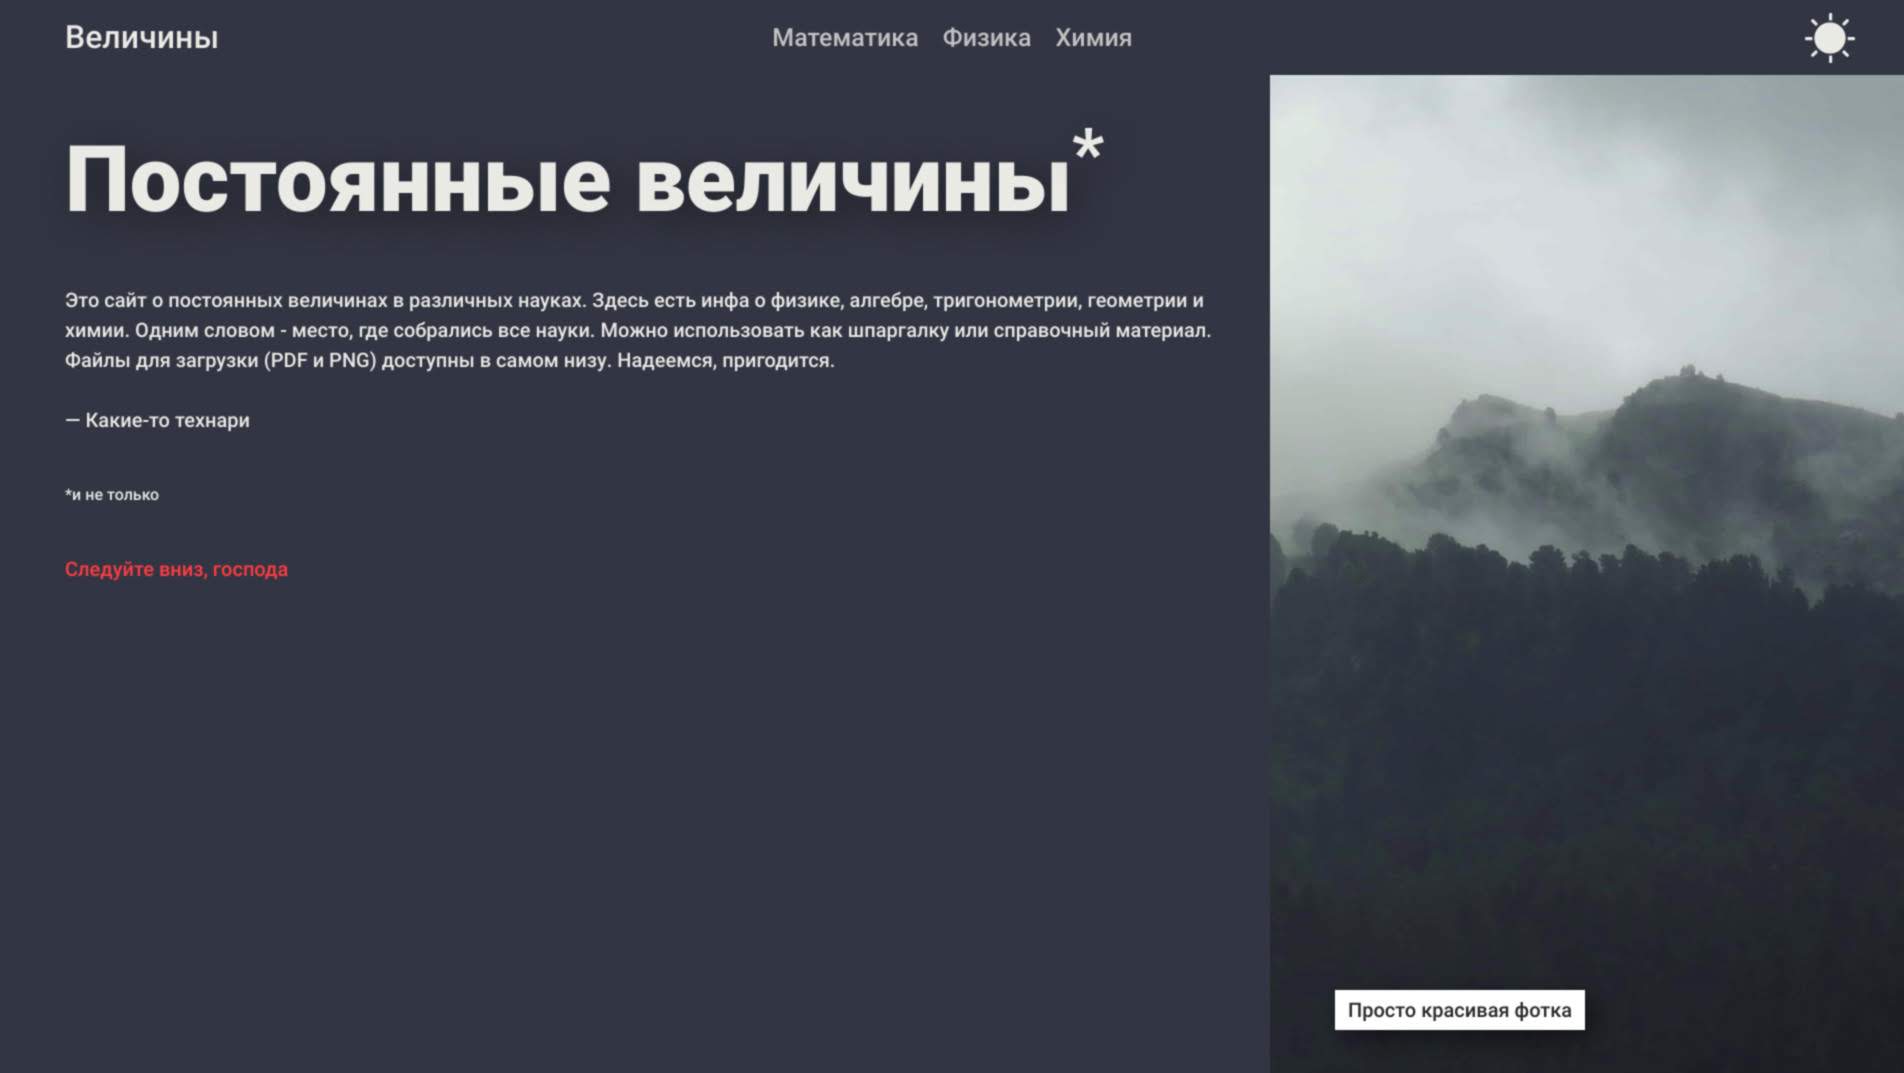 Величины
Математика Физика Химия
Постоянные величины*
Это сайт о постоянных величинах в различных науках. Здесь есть инфа о физике, алгебре, тригонометрии, геометрии и
химии. Одним словом - место, где собрались все науки. Можно использовать как шпаргалку или справочный материал.
Файлы для загрузки (PDF и PNG) доступны в самом низу. Надеемся, пригодится.
— Какие-то технари
*и не только
Следуйте вниз, господа
Просто красивая фотка